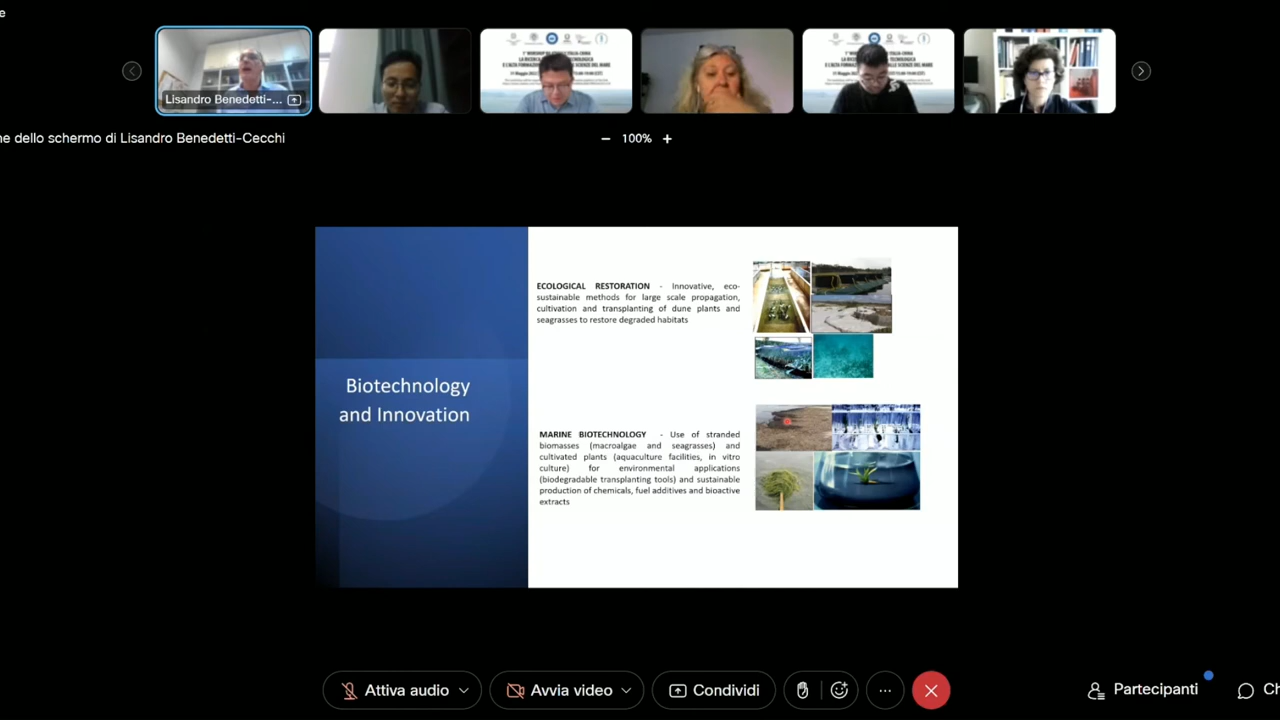 e
Lisandro Benedetti-...
ne dello schermo di Lisandro Benedetti-Cecchi
100%
Biotechnology
and Innovation
ECOLOGICAL RESTORATION - Innovative, eco-
sustainable methods for large scale propagation,
cultivation and transplanting of dune plants and
seagrasses to restore degraded habitats
MARINE BIOTECHNOLOGY - Use of stranded
biomasses (macroalgae and seagrasses) and
cultivated plants (aquaculture facilities, in vitro
culture) for environmental applications
(biodegradable transplanting tools) and sustainable
production of chemicals, fuel additives and bioactive
extracts
Attiva audio
Avvia video
Condividi
Partecipanti
Ch